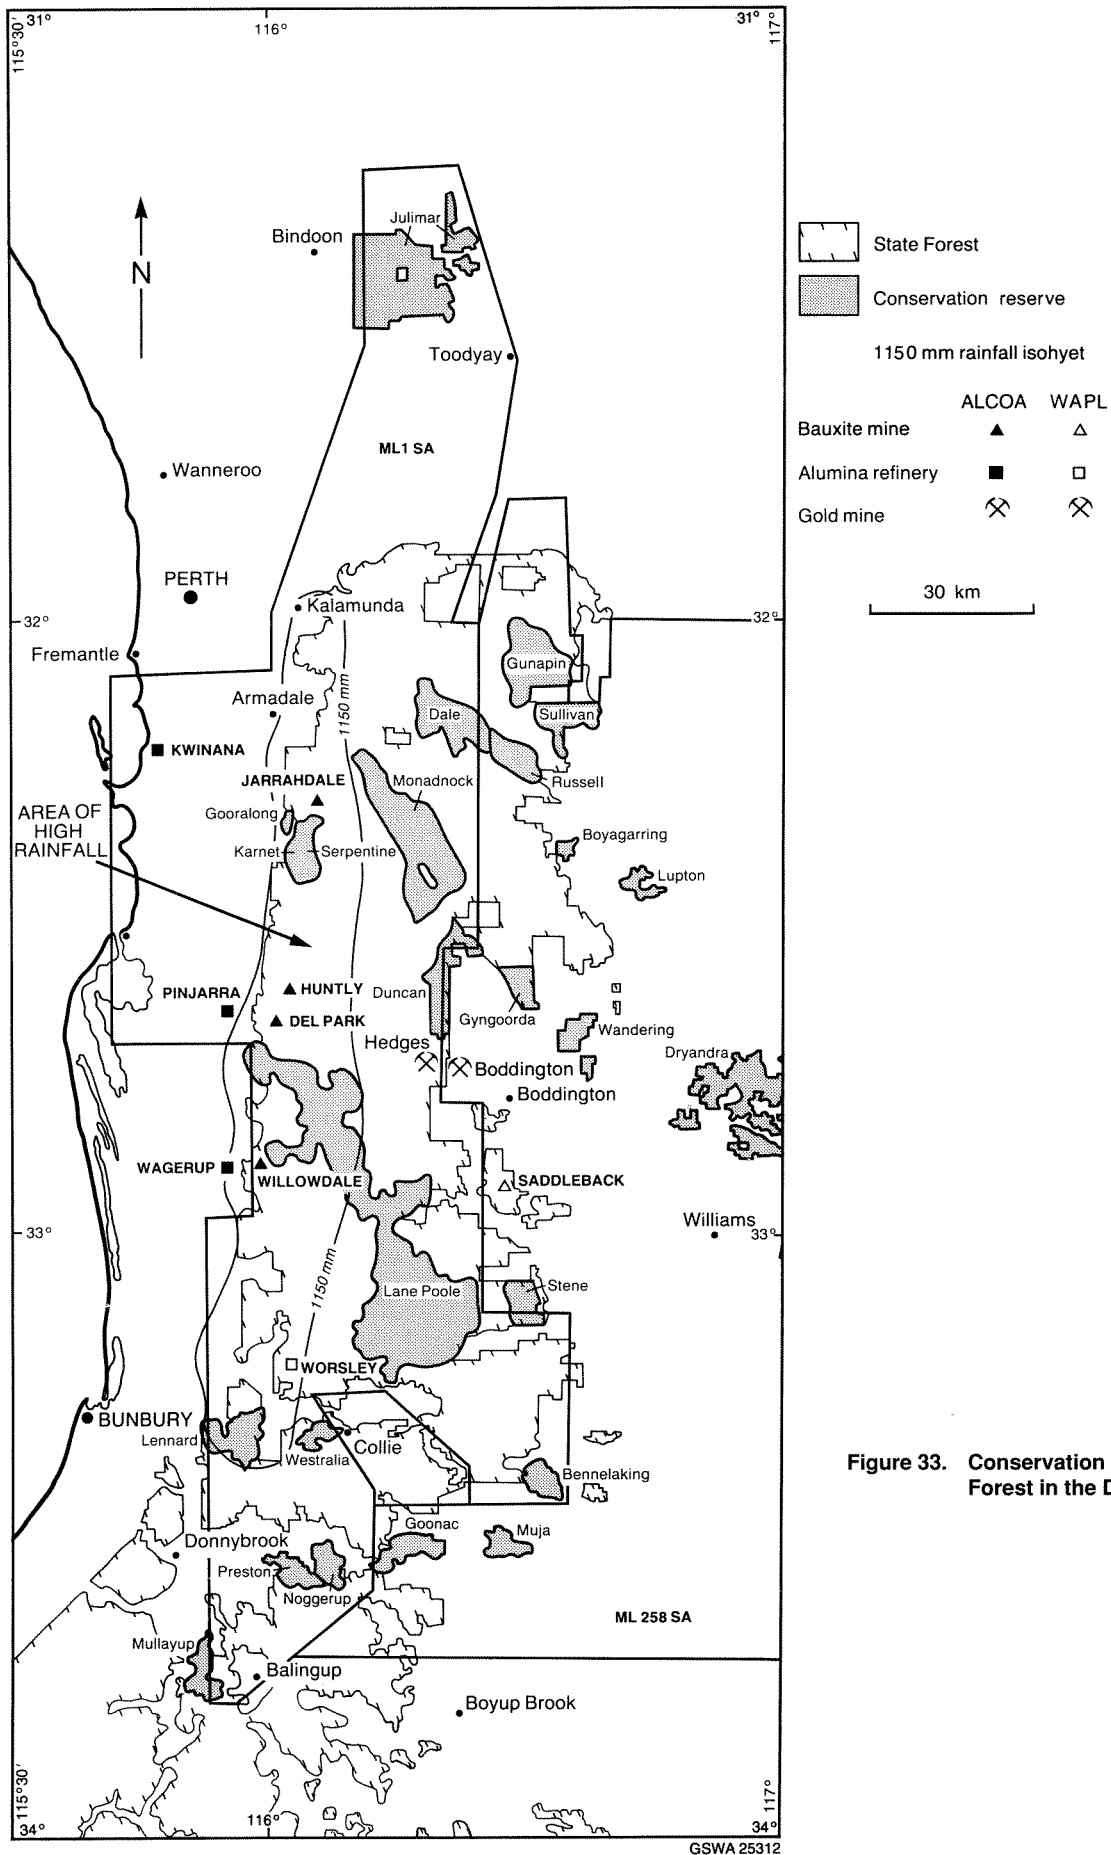 115°30'
31°
116°
31°
117°
Julimar
Bindoon
N
State Forest
Conservation reserve
Toodyay
1150 mm rainfall isohyet
ALCOA WAPL
Bauxite mine
ML1 SA
Wanneroo
Alumina refinery
Gold mine
PERTH
30 km
Kalamunda
32°
32°
Fremantle
Gunapin
1150 mm
Armadale
Dale
Sullivan
KWINANA
JARRAHDALE
Monadnock
Russell
AREA OF
HIGH
RAINFALL
Gooralong
Boyagarring
Karnet
Serpentine
Lupton
PINJARRA
HUNTLY
Duncan
DEL PARK
Gyngoorda
Wandering
Hedges
Dryandra
Boddington
Boddington
WAGERUP
WILLOWDALE
SADDLEBACK
Williams
33°
33°
1150 mm
Lane Poole
Stene
WORSLEY
BUNBURY
Lennard
Collie
Westralia
Bennelaking
Figure 33. Conservation
Forest in the D
Goonac
Muja
Donnybrook
Preston
Noggerup
ML 258 SA
Mullayup
Balingup
Boyup Brook
115°30'
34°
116°
117°
34°
GSWA 25312